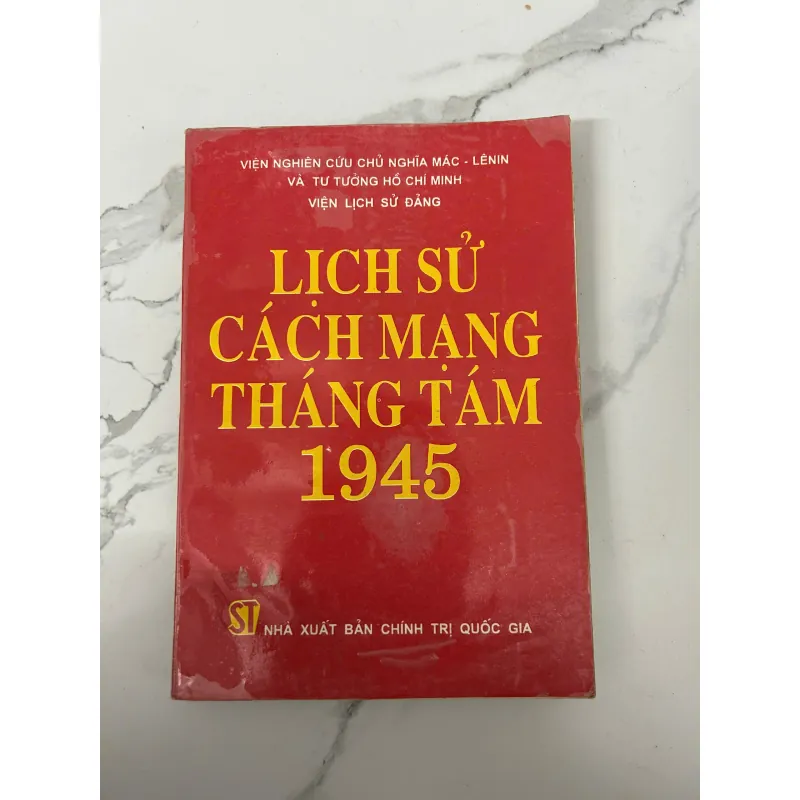 VIỆN NGHIÊN CỨU CHỦ NGHĨA MÁC - LÊNIN
VÀ TƯ TƯỞNG HỒ CHÍ MINH
VIỆN LỊCH SỬ ĐẢNG
LỊCH SỬ
CÁCH MẠNG
THÁNG TÁM
1945
ST NHÀ XUẤT BẢN CHÍNH TRỊ QUỐC GIA